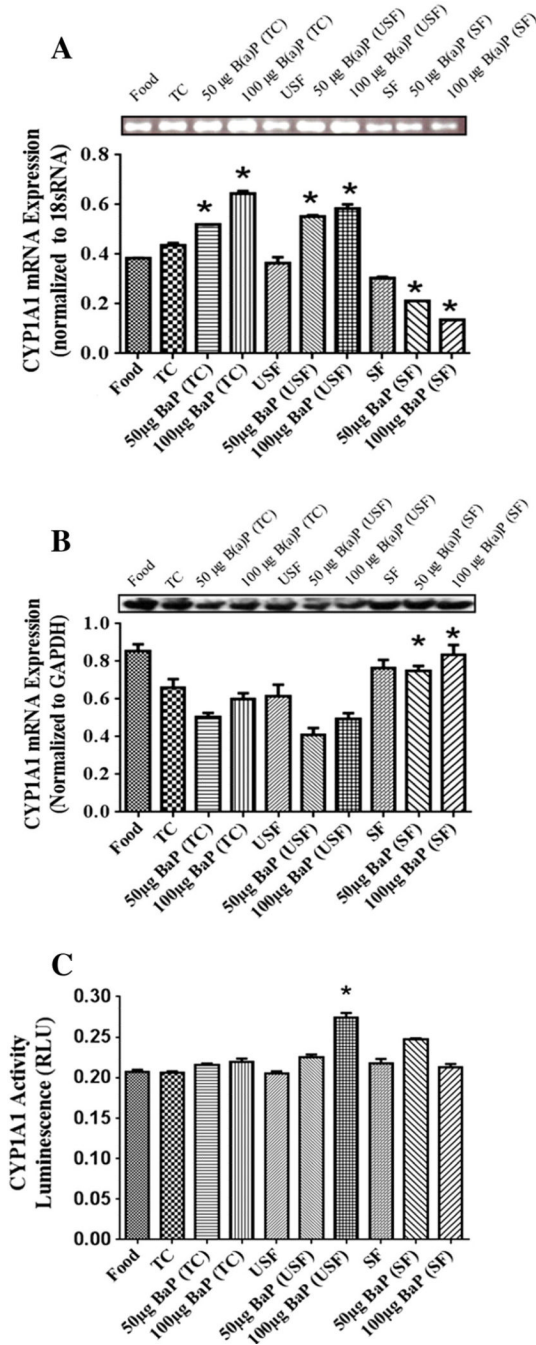 A
Food
TC
50 µg B(a)P (TC)
100 µg B(a)P (TC)
USF
50 µg B(a)P (USF)
100 µg B(a)P (USF)
SF
50 µg B(a)P (SF)
100 µg B(a)P (SF)
CYP1A1 mRNA Expression
(normalized to 18sRNA)
0.8
0.6
0.4
0.2
0.0
*
*
*
*
*
*
Food
TC
50µg BaP (TC)
100µg BaP (TC)
USF
50µg BaP (USF)
100µg BaP (USF)
SF
50µg BaP (SF)
100µg BaP (SF)
B
Food
TC
50 µg B(a)P (TC)
100 µg B(a)P (TC)
USF
50 µg B(a)P (USF)
100 µg B(a)P (USF)
SF
50 µg B(a)P (SF)
100 µg B(a)P (SF)
CYP1A1 mRNA Expression
(Normalized to GAPDH)
1.0
0.8
0.6
0.4
0.2
0.0
*
*
Food
TC
50µg BaP (TC)
100µg BaP (TC)
USF
50µg BaP (USF)
100µg BaP (USF)
SF
50µg BaP (SF)
100µg BaP (SF)
C
CYP1A1 Activity
Luminescence (RLU)
0.30
0.25
0.20
0.15
0.10
0.05
0.00
*
Food
TC
50µg BaP (TC)
100µg BaP (TC)
USF
50µg BaP (USF)
100µg BaP (USF)
SF
50µg BaP (SF)
100µg BaP (SF)